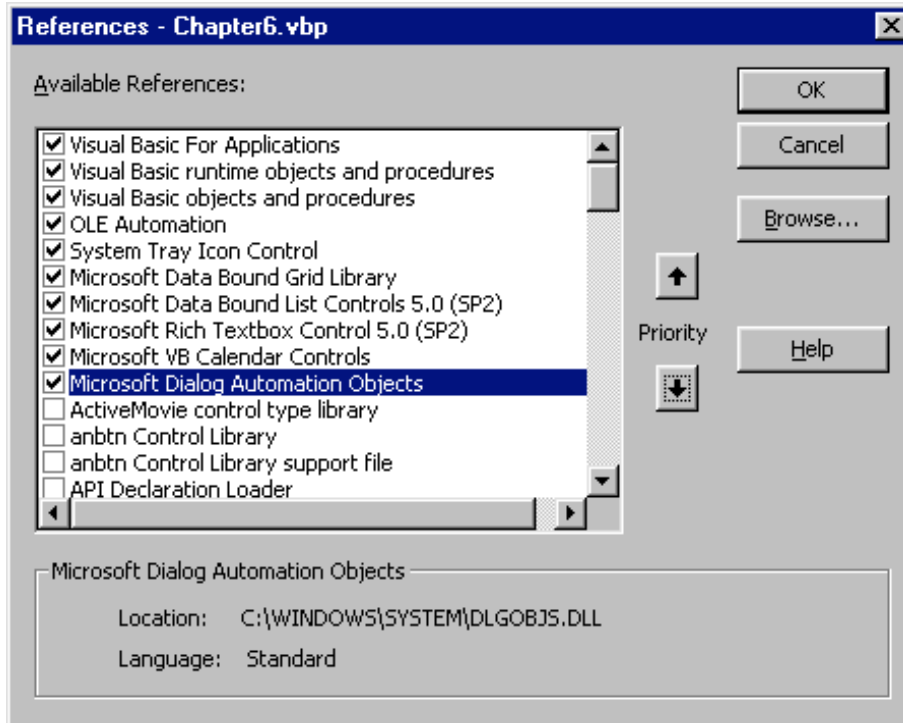 References - Chapter6.vbp
Available References:
OK
Cancel
Browse...
Help
Visual Basic For Applications
Visual Basic runtime objects and procedures
Visual Basic objects and procedures
OLE Automation
System Tray Icon Control
Microsoft Data Bound Grid Library
Microsoft Data Bound List Controls 5.0 (SP2)
Microsoft Rich Textbox Control 5.0 (SP2)
Microsoft VB Calendar Controls
Microsoft Dialog Automation Objects
ActiveMovie control type library
anbtn Control Library
anbtn Control Library support file
API Declaration Loader
Priority
Microsoft Dialog Automation Objects
Location: C:\WINDOWS\SYSTEM\DLGOBJS.DLL
Language: Standard